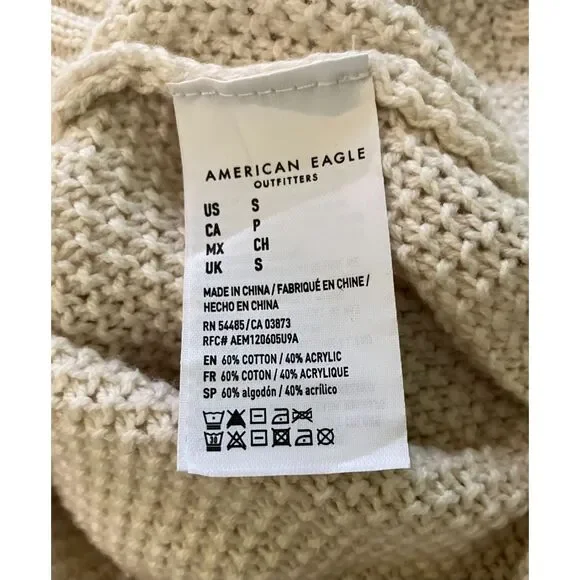 AMERICAN EAGLE
OUTFITTERS
US S
CA P
MX CH
UK S
MADE IN CHINA / FABRIQUÉ EN CHINE /
HECHO EN CHINA
RN 54485 / CA 03873
RFC# AEM120605U9A
EN 60% COTTON / 40% ACRYLIC
FR 60% COTON / 40% ACRYLIQUE
SP 60% algodón / 40% acrílico
30